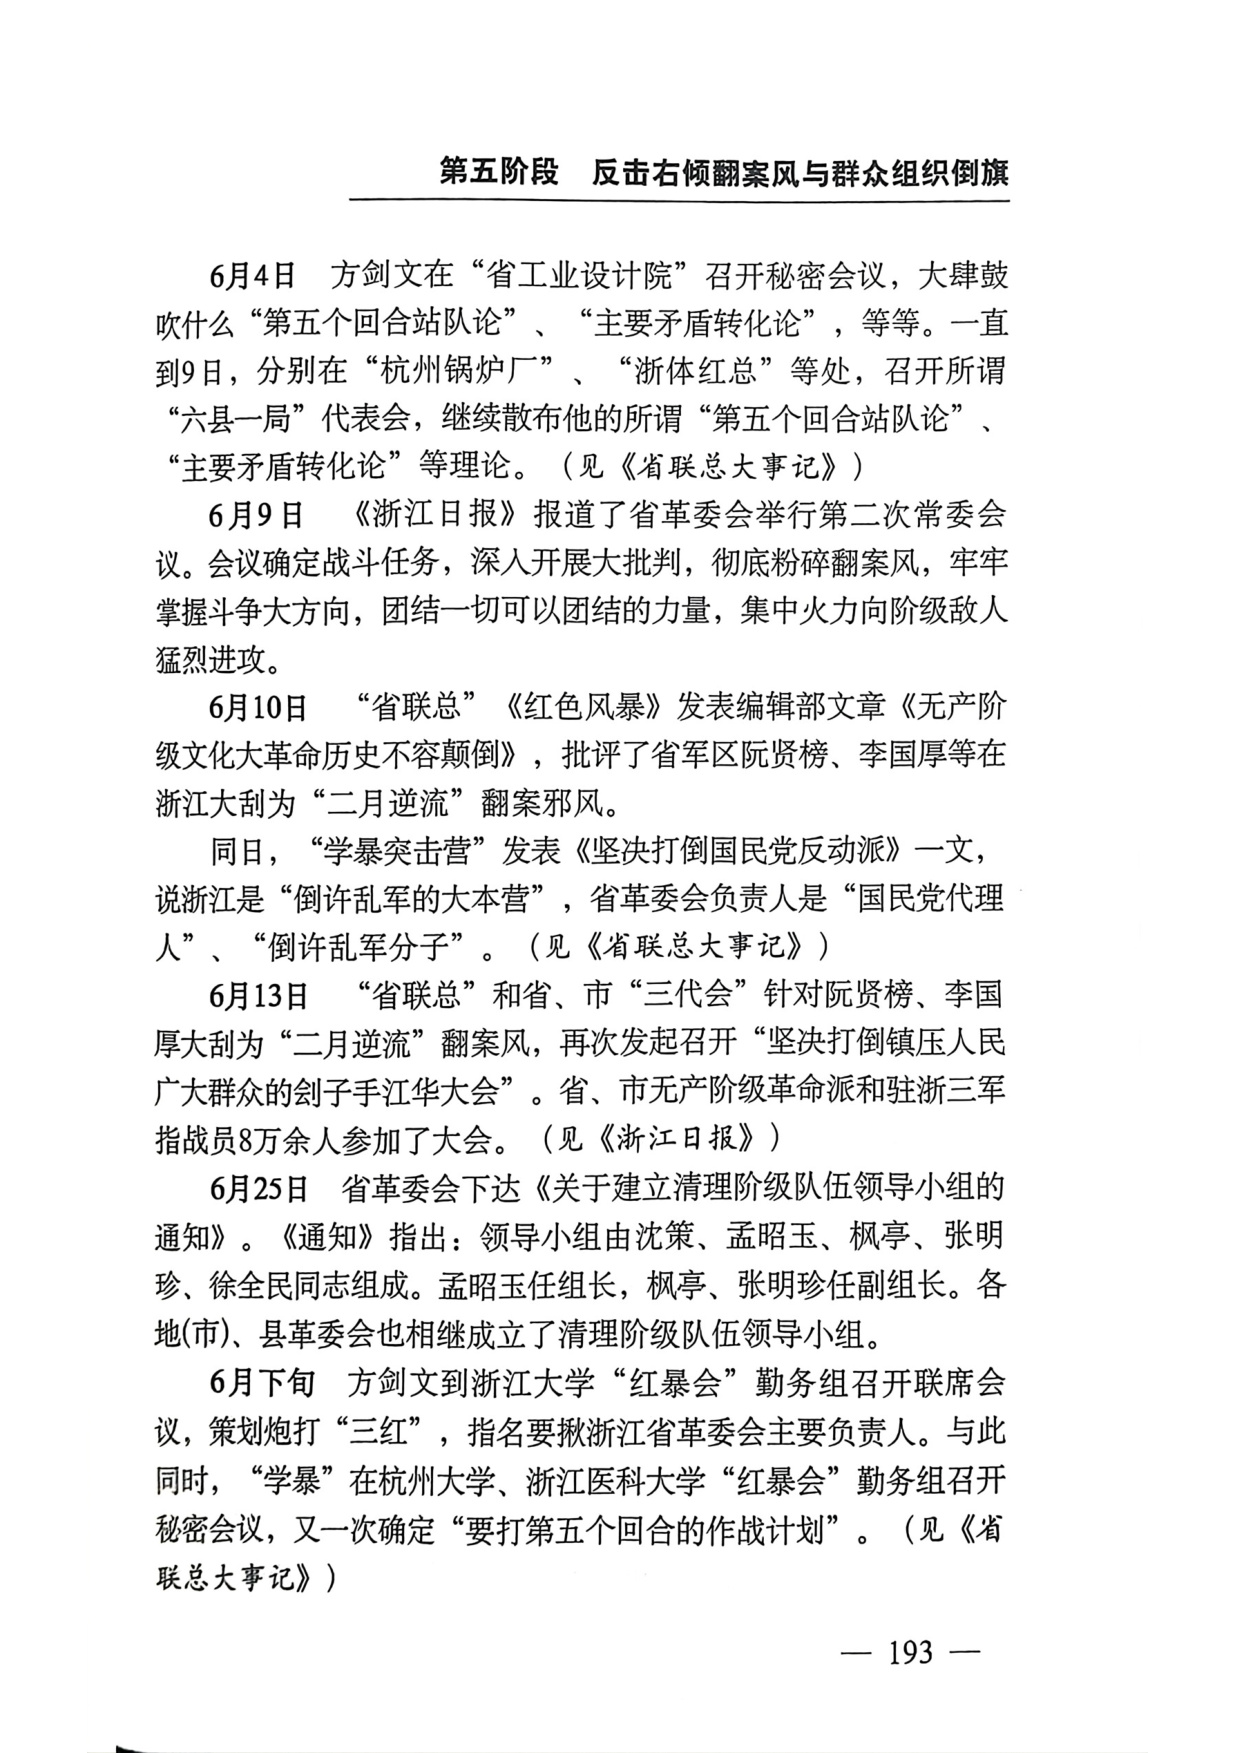 第五阶段 反击右倾翻案风与群众组织倒旗
6月4日 方剑文在“省工业设计院”召开秘密会议，大肆鼓
吹什么“第五个回合站队论”、“主要矛盾转化论”，等等。一直
到9日，分别在“杭州锅炉厂”、“浙体红总”等处，召开所谓
“六县一局”代表会，继续散布他的所谓“第五个回合站队论”、
“主要矛盾转化论”等理论。（见《省联总大事记》）
6月9日 《浙江日报》报道了省革委会举行第二次常委会
议。会议确定战斗任务，深入开展大批判，彻底粉碎翻案风，牢牢
掌握斗争大方向，团结一切可以团结的力量，集中火力向阶级敌人
猛烈进攻。
6月10日 “省联总”《红色风暴》发表编辑部文章《无产阶
级文化大革命历史不容颠倒》，批评了省军区阮贤榜、李国厚等在
浙江大刮为“二月逆流”翻案邪风。
同日，“学暴突击营”发表《坚决打倒国民党反动派》一文，
说浙江是“倒许乱军的大本营”，省革委会负责人是“国民党代理
人”、“倒许乱军分子”。（见《省联总大事记》）
6月13日 “省联总”和省、市“三代会”针对阮贤榜、李国
厚大刮为“二月逆流”翻案风，再次发起召开“坚决打倒镇压人民
广大群众的刽子手江华大会”。省、市无产阶级革命派和驻浙三军
指战员8万余人参加了大会。（见《浙江日报》）
6月25日 省革委会下达《关于建立清理阶级队伍领导小组的
通知》。《通知》指出：领导小组由沈策、孟昭玉、枫亭、张明
珍、徐全民同志组成。孟昭玉任组长，枫亭、张明珍任副组长。各
地(市)、县革委会也相继成立了清理阶级队伍领导小组。
6月下旬 方剑文到浙江大学“红暴会”勤务组召开联席会
议，策划炮打“三红”，指名要揪浙江省革委会主要负责人。与此
同时，“学暴”在杭州大学、浙江医科大学“红暴会”勤务组召开
秘密会议，又一次确定“要打第五个回合的作战计划”。（见《省
联总大事记》）
— 193 —